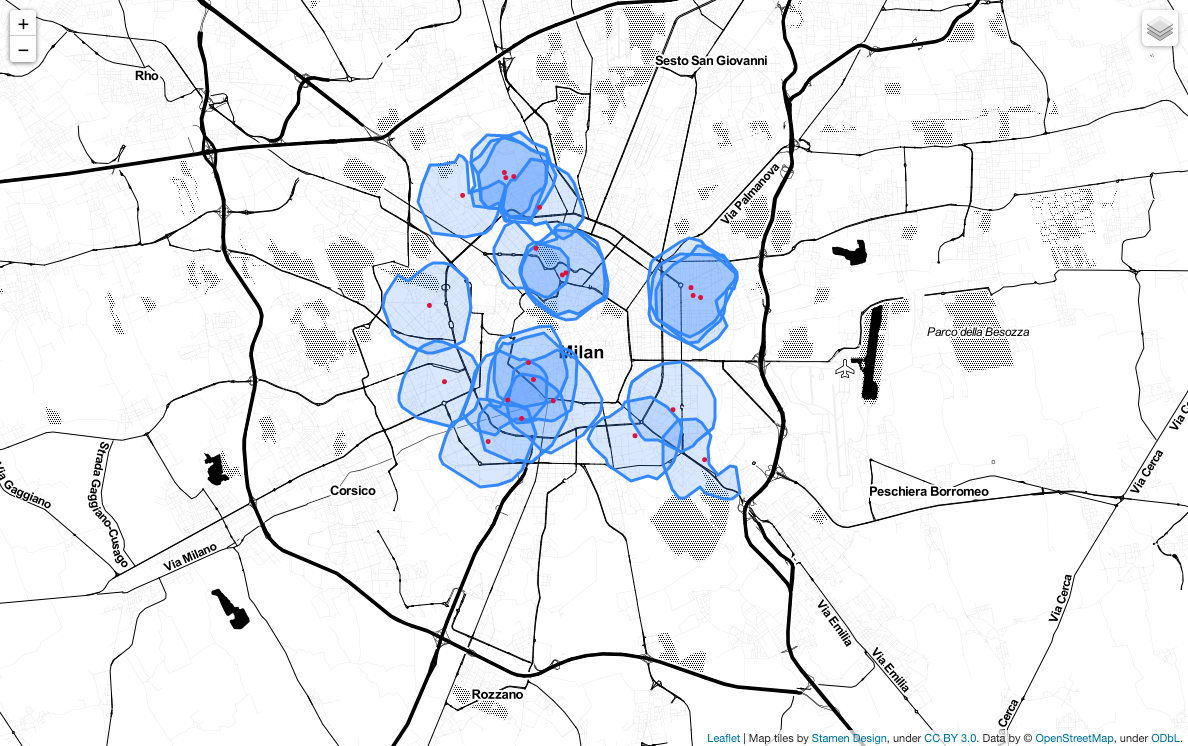 +
−
Rho
Sesto San Giovanni
Via Palmanova
Parco della Besozza
Milan
Via C
Via Cerca
Strada Gaggiano-Cusago
Via Gaggiano
Corsico
Peschiera Borromeo
Via Milano
Via Cerca
Via Emilia
Via Emilia
Rozzano
a Cerca
Leaflet | Map tiles by Stamen Design, under CC BY 3.0. Data by © OpenStreetMap, under ODbL.